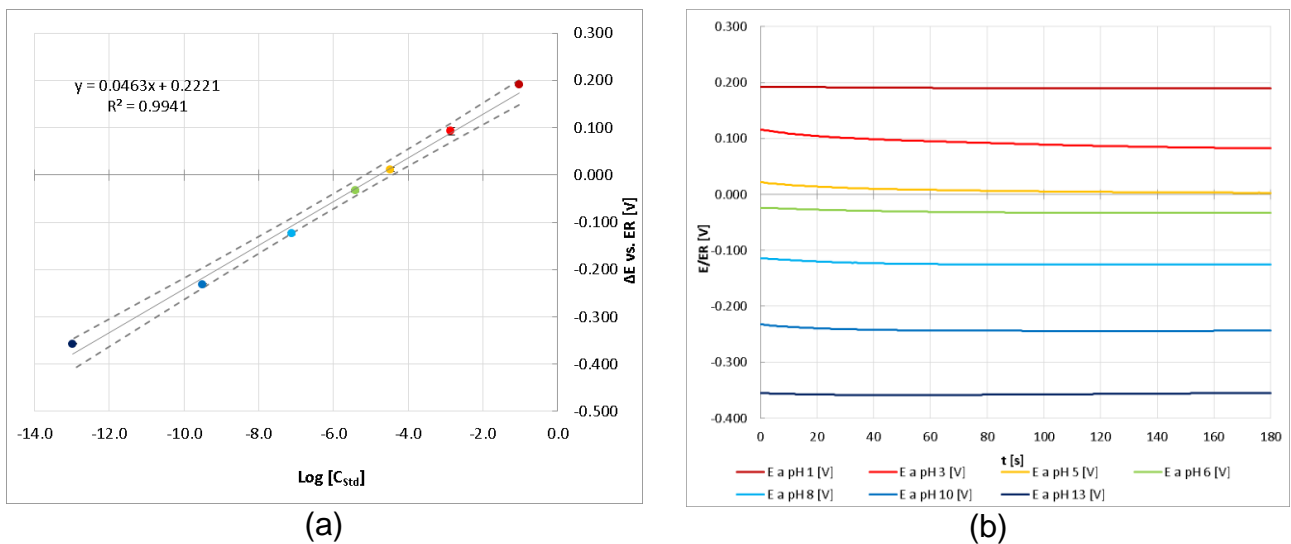 0.300
0.200
0.100
0.000
-0.100
-0.200
-0.300
-0.400
-0.500
ΔE vs. ER [V]
y = 0.0463x + 0.2221
R² = 0.9941
-14.0 -12.0 -10.0 -8.0 -6.0 -4.0 -2.0 0.0
Log [CStd]
(a)
0.300
0.200
0.100
0.000
-0.100
-0.200
-0.300
-0.400
E/ER [V]
0 20 40 60 80 100 120 140 160 180
t [s]
E a pH 1 [V] E a pH 3 [V] E a pH 5 [V] E a pH 6 [V]
E a pH 8 [V] E a pH 10 [V] E a pH 13 [V]
(b)